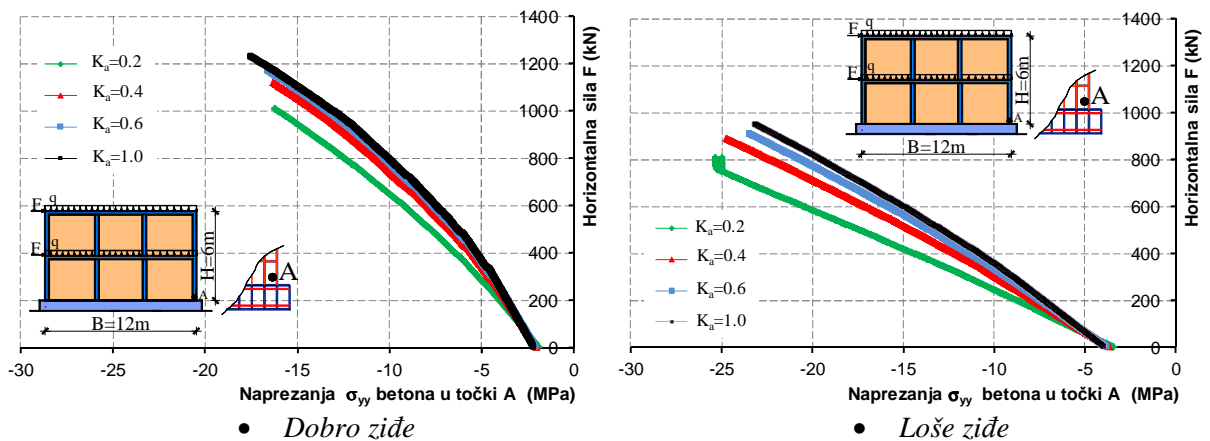 1400
1200
1000
800
600
400
200
0
-30 -25 -20 -15 -10 -5 0
Horizontalna sila F (kN)
Naprezanja σyy betona u točki A (MPa)
Ka=0.2
Ka=0.4
Ka=0.6
Ka=1.0
q
F
q
F
H=6m
A
B=12m
A
• Dobro ziđe
1400
1200
1000
800
600
400
200
0
-30 -25 -20 -15 -10 -5 0
Horizontalna sila F (kN)
Naprezanja σyy betona u točki A (MPa)
q
F
q
F
H=6m
A
B=12m
A
Ka=0.2
Ka=0.4
Ka=0.6
Ka=1.0
• Loše ziđe